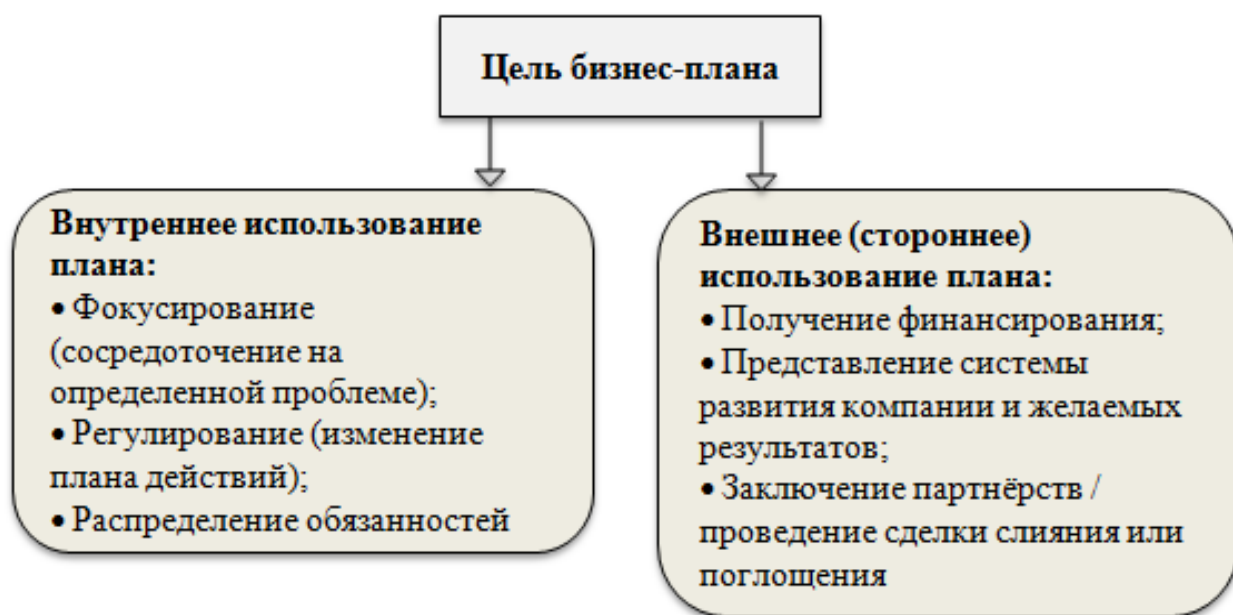 Цель бизнес-плана
Внутреннее использование
плана:
• Фокусирование
(сосредоточение на
определенной проблеме);
• Регулирование (изменение
плана действий);
• Распределение обязанностей
Внешнее (стороннее)
использование плана:
• Получение финансирования;
• Представление системы
развития компании и желаемых
результатов;
• Заключение партнёрств /
проведение сделки слияния или
поглощения